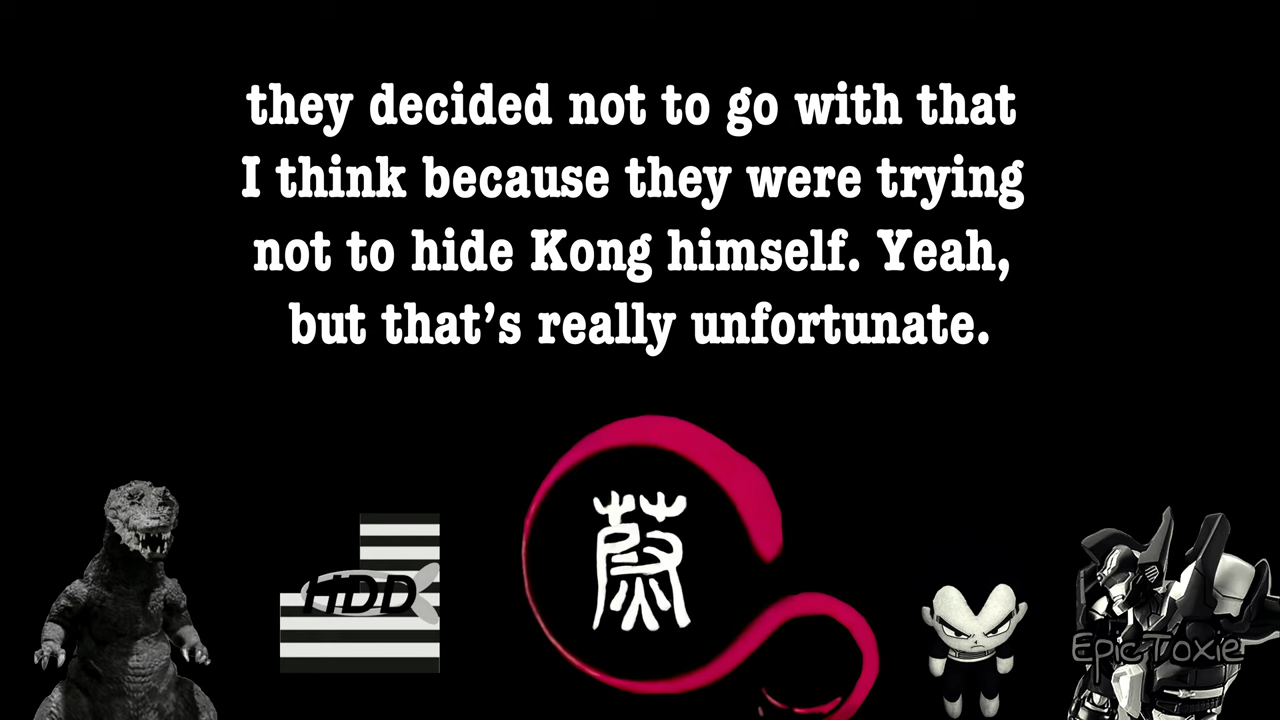 they decided not to go with that
I think because they were trying
not to hide Kong himself. Yeah,
but that's really unfortunate.
HDD
蔚
EpicToxie